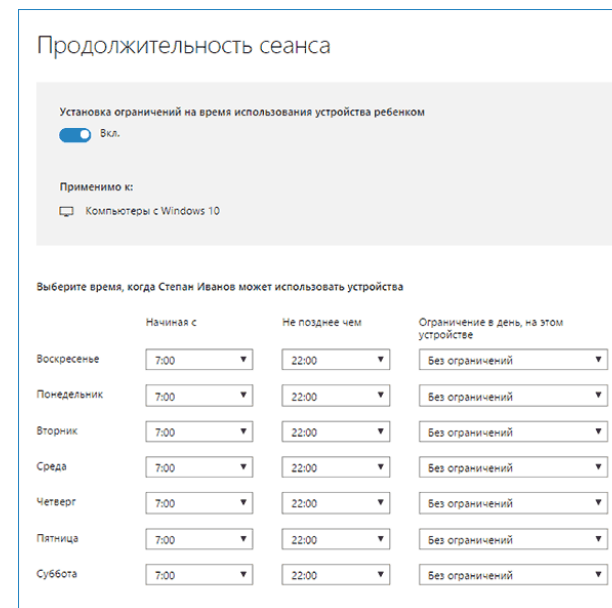 Продолжительность сеанса
Установка ограничений на время использования устройства ребенком
Вкл.
Применимо к:
Компьютеры с Windows 10
Выберите время, когда Степан Иванов может использовать устройства
Начиная с Не позднее чем Ограничение в день, на этом
устройстве
Воскресенье 7:00 22:00 Без ограничений
Понедельник 7:00 22:00 Без ограничений
Вторник 7:00 22:00 Без ограничений
Среда 7:00 22:00 Без ограничений
Четверг 7:00 22:00 Без ограничений
Пятница 7:00 22:00 Без ограничений
Суббота 7:00 22:00 Без ограничений